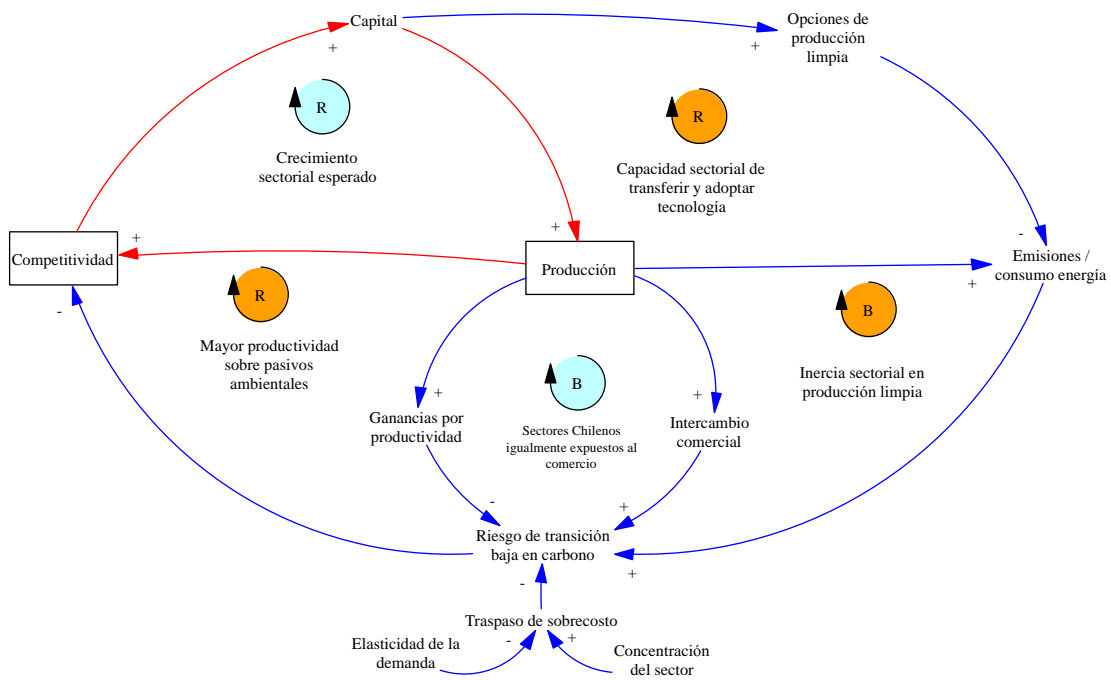 Capital
+
Opciones de
producción
limpia
+
R
Crecimiento
sectorial esperado
R
Capacidad sectorial de
transferir y adoptar
tecnología
Competitividad
+
+
Producción
-
Emisiones /
consumo energía
+
-
R
Mayor productividad
sobre pasivos
ambientales
B
Inercia sectorial en
producción limpia
B
Sectores Chilenos
igualmente expuestos al
comercio
+
Ganancias por
productividad
+
Intercambio
comercial
-
+
Riesgo de transición
baja en carbono
+
-
Traspaso de sobrecosto
-
+
Elasticidad de la
demanda
Concentración
del sector